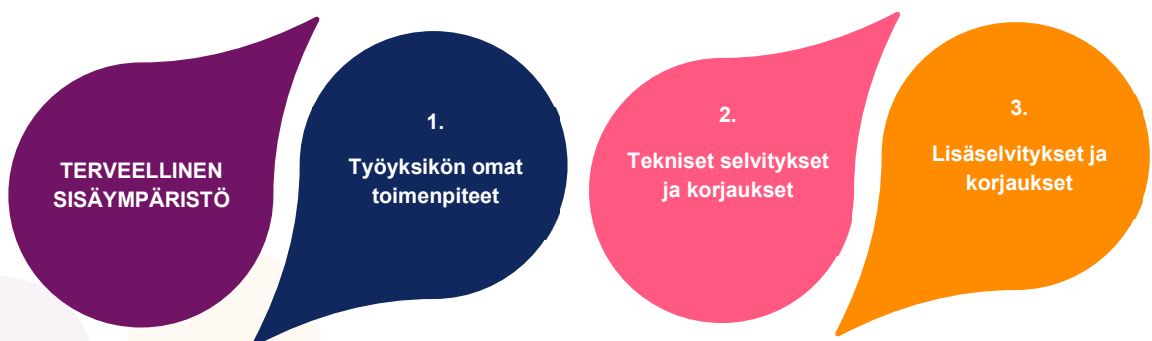 TERVEELLINEN
SISÄYMPÄRISTÖ
1.
Työyksikön omat
toimenpiteet
2.
Tekniset selvitykset
ja korjaukset
3.
Lisäselvitykset ja
korjaukset